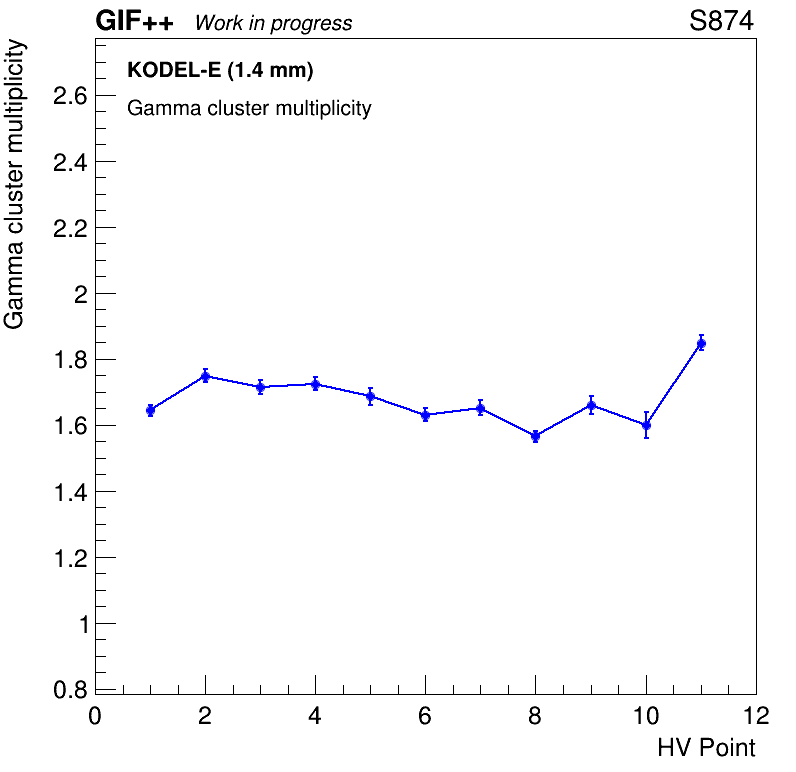 GIF++ Work in progress S874
KODEL-E (1.4 mm)
Gamma cluster multiplicity
Gamma cluster multiplicity
2.6
2.4
2.2
2
1.8
1.6
1.4
1.2
1
0.8
0 2 4 6 8 10 12
HV Point